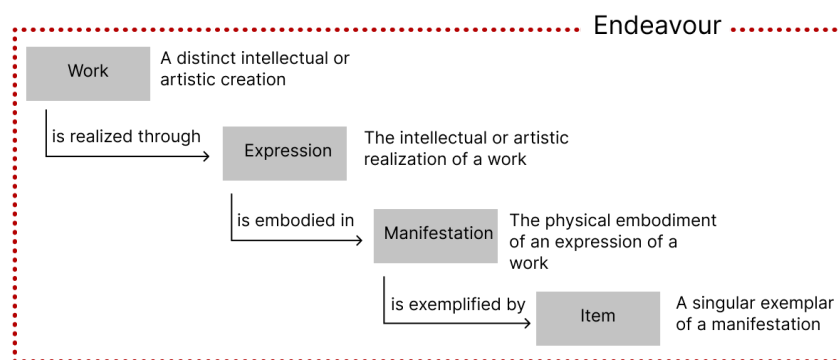 Endeavour
Work
A distinct intellectual or
artistic creation
is realized through
Expression
The intellectual or artistic
realization of a work
is embodied in
Manifestation
The physical embodiment
of an expression of a
work
is exemplified by
Item
A singular exemplar
of a manifestation